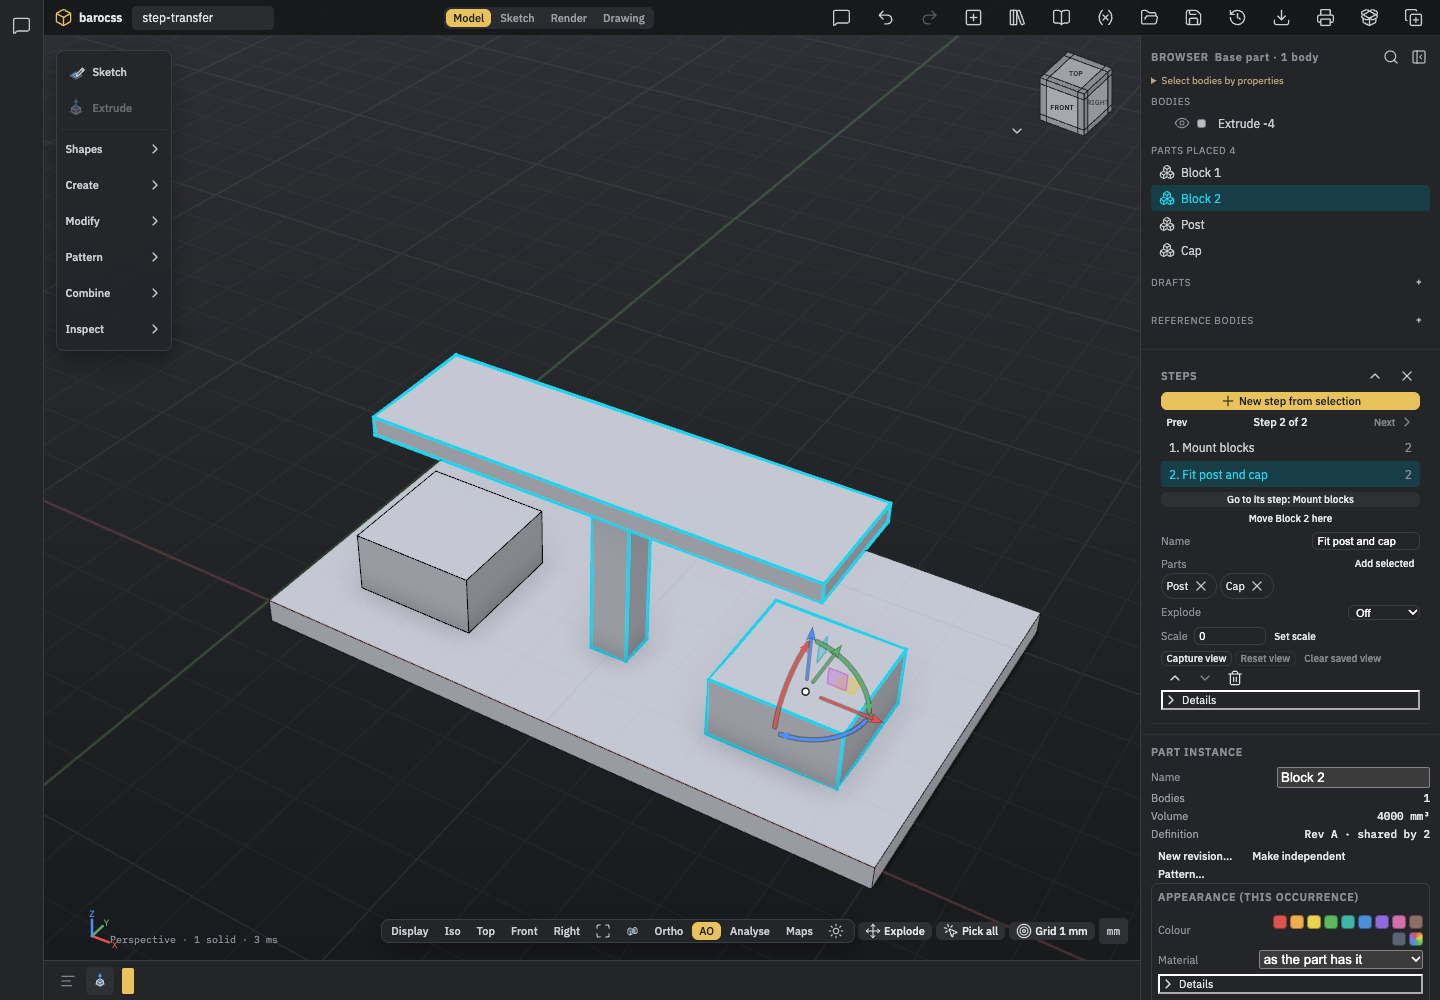 barocss
step-transfer
Model
Sketch
Render
Drawing
Sketch
Extrude
Shapes
Create
Modify
Pattern
Combine
Inspect
TOP
FRONT
RIGHT
BROWSER Base part · 1 body
Select bodies by properties
BODIES
Extrude -4
PARTS PLACED 4
Block 1
Block 2
Post
Cap
DRAFTS +
REFERENCE BODIES +
STEPS
New step from selection
Prev Step 2 of 2 Next
1. Mount blocks 2
2. Fit post and cap 2
Go to its step: Mount blocks
Move Block 2 here
Name Fit post and cap
Parts Add selected
Post Cap
Explode Off
Scale 0 Set scale
Capture view Reset view Clear saved view
Details
PART INSTANCE
Name Block 2
Bodies 1
Volume 4000 mm³
Definition Rev A · shared by 2
New revision... Make independent
Pattern...
APPEARANCE (THIS OCCURRENCE)
Colour
Material as the part has it
Details
Z
Y
X
Perspective · 1 solid · 3 ms
Display Iso Top Front Right Ortho AO Analyse Maps Explode Pick all Grid 1 mm mm